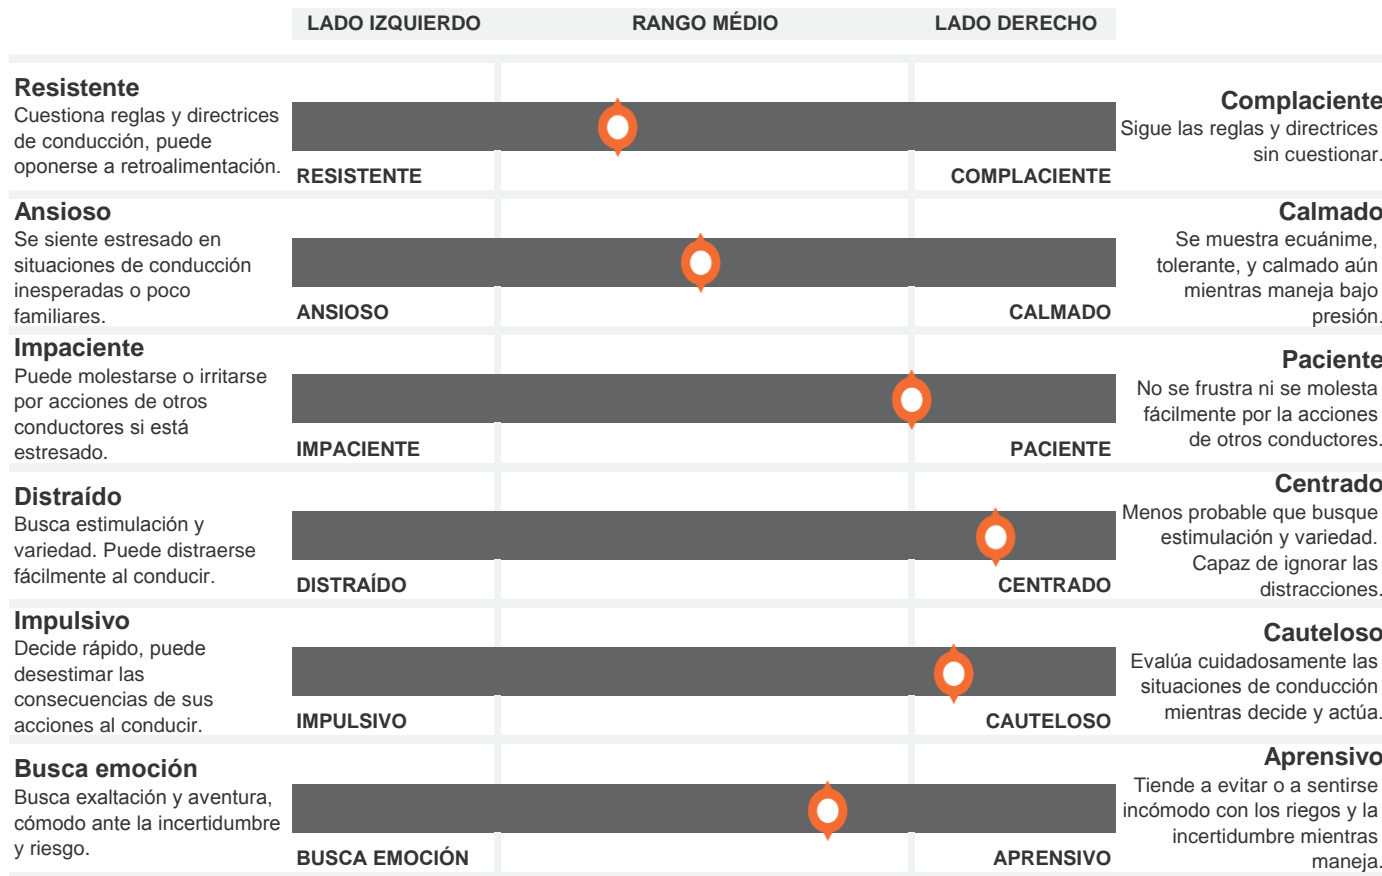 LADO IZQUIERDO
RANGO MÉDIO
LADO DERECHO
Resistente
Cuestiona reglas y directrices
de conducción, puede
oponerse a retroalimentación.
RESISTENTE
COMPLACIENTE
Complaciente
Sigue las reglas y directrices
sin cuestionar.
Ansioso
Se siente estresado en
situaciones de conducción
inesperadas o poco
familiares.
ANSIOSO
CALMADO
Calmado
Se muestra ecuánime,
tolerante, y calmado aún
mientras maneja bajo
presión.
Impaciente
Puede molestarse o irritarse
por acciones de otros
conductores si está
estresado.
IMPACIENTE
PACIENTE
Paciente
No se frustra ni se molesta
fácilmente por la acciones
de otros conductores.
Distraído
Busca estimulación y
variedad. Puede distraerse
fácilmente al conducir.
DISTRAÍDO
CENTRADO
Centrado
Menos probable que busque
estimulación y variedad.
Capaz de ignorar las
distracciones.
Impulsivo
Decide rápido, puede
desestimar las
consecuencias de sus
acciones al conducir.
IMPULSIVO
CAUTELOSO
Cauteloso
Evalúa cuidadosamente las
situaciones de conducción
mientras decide y actúa.
Busca emoción
Busca exaltación y aventura,
cómodo ante la incertidumbre
y riesgo.
BUSCA EMOCIÓN
APRENSIVO
Aprensivo
Tiende a evitar o a sentirse
incómodo con los riegos y la
incertidumbre mientras
maneja.